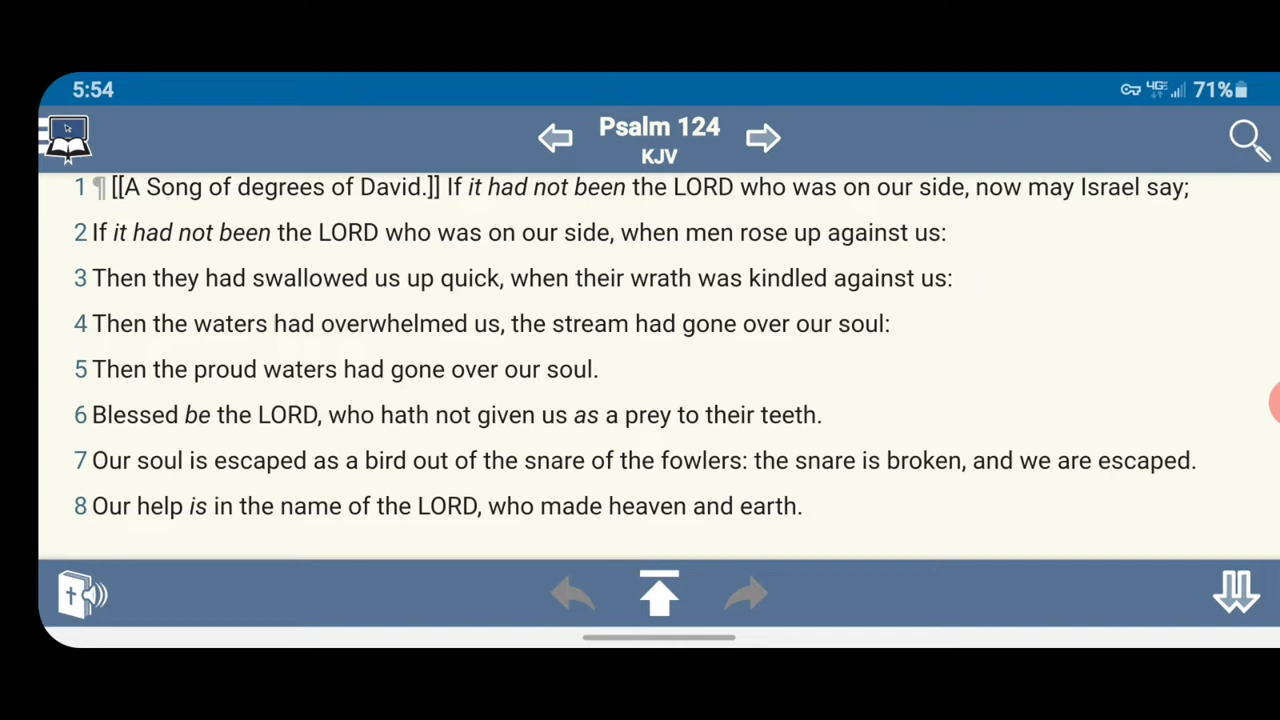 5:54
4G 71%
Psalm 124
KJV
1 ¶ [[A Song of degrees of David.]] If it had not been the LORD who was on our side, now may Israel say;
2 If it had not been the LORD who was on our side, when men rose up against us:
3 Then they had swallowed us up quick, when their wrath was kindled against us:
4 Then the waters had overwhelmed us, the stream had gone over our soul:
5 Then the proud waters had gone over our soul.
6 Blessed be the LORD, who hath not given us as a prey to their teeth.
7 Our soul is escaped as a bird out of the snare of the fowlers: the snare is broken, and we are escaped.
8 Our help is in the name of the LORD, who made heaven and earth.